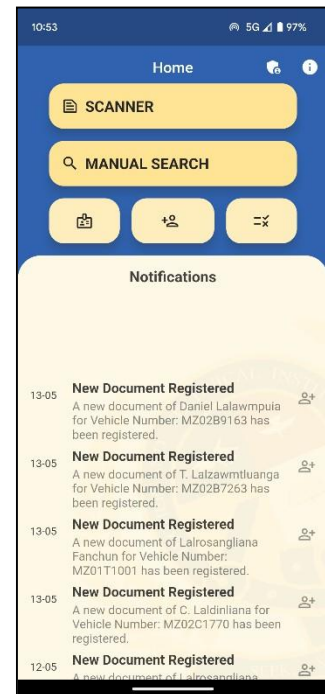 10:53 5G 97%
Home
SCANNER
MANUAL SEARCH
Notifications
13-05 New Document Registered
A new document of Daniel Lalawmpuia
for Vehicle Number: MZ02B9163 has
been registered.
13-05 New Document Registered
A new document of T. Lalzawmtluanga
for Vehicle Number: MZ02B7263 has
been registered.
13-05 New Document Registered
A new document of Lalrosangliana
Fanchun for Vehicle Number:
MZ01T1001 has been registered.
13-05 New Document Registered
A new document of C. Laldinliana for
Vehicle Number: MZ02C1770 has been
registered.
12-05 New Document Registered
A new document of Lalrosangliana